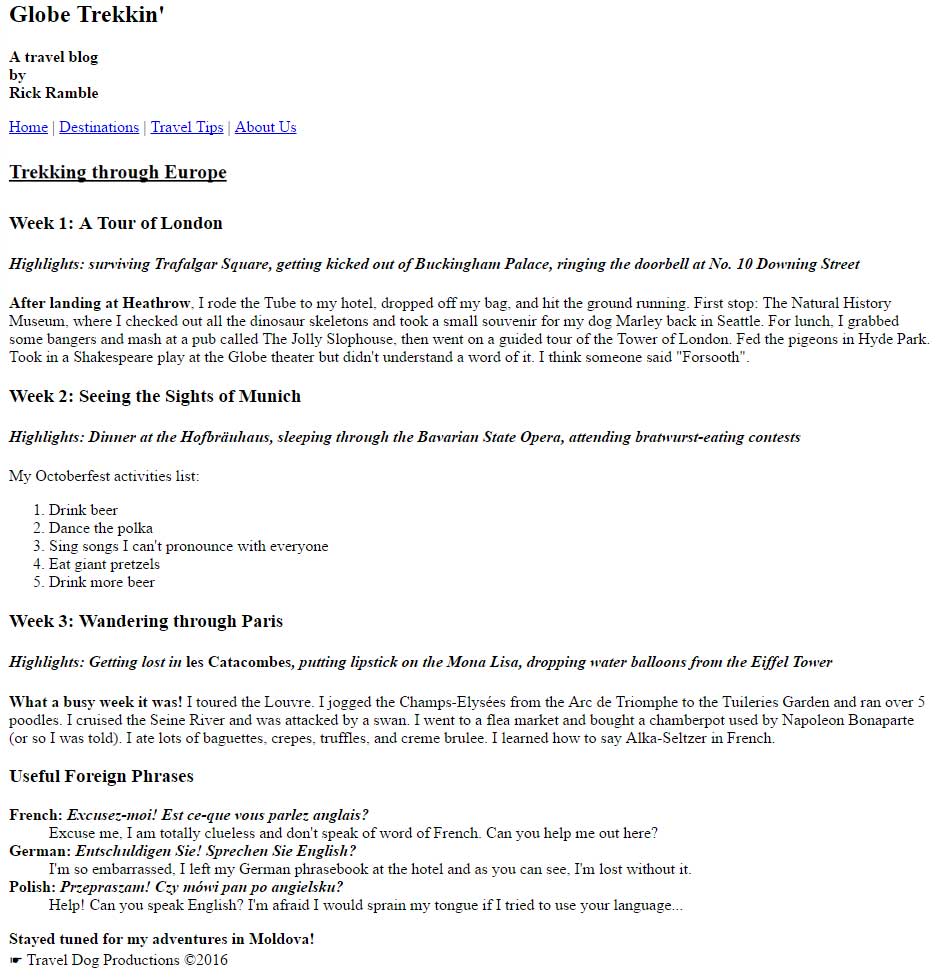 Globe Trekkin'
A travel blog
by
Rick Ramble
Home | Destinations | Travel Tips | About Us
Trekking through Europe
Week 1: A Tour of London
Highlights: surviving Trafalgar Square, getting kicked out of Buckingham Palace, ringing the doorbell at No. 10 Downing Street
After landing at Heathrow, I rode the Tube to my hotel, dropped off my bag, and hit the ground running. First stop: The Natural History
Museum, where I checked out all the dinosaur skeletons and took a small souvenir for my dog Marley back in Seattle. For lunch, I grabbed
some bangers and mash at a pub called The Jolly Slophouse, then went on a guided tour of the Tower of London. Fed the pigeons in Hyde Park.
Took in a Shakespeare play at the Globe theater but didn't understand a word of it. I think someone said "Forsooth".
Week 2: Seeing the Sights of Munich
Highlights: Dinner at the Hofbräuhaus, sleeping through the Bavarian State Opera, attending bratwurst-eating contests
My Octoberfest activities list:
1. Drink beer
2. Dance the polka
3. Sing songs I can't pronounce with everyone
4. Eat giant pretzels
5. Drink more beer
Week 3: Wandering through Paris
Highlights: Getting lost in les Catacombes, putting lipstick on the Mona Lisa, dropping water balloons from the Eiffel Tower
What a busy week it was! I toured the Louvre. I jogged the Champs-Elysées from the Arc de Triomphe to the Tuileries Garden and ran over 5
poodles. I cruised the Seine River and was attacked by a swan. I went to a flea market and bought a chamberpot used by Napoleon Bonaparte
(or so I was told). I ate lots of baguettes, crepes, truffles, and creme brulee. I learned how to say Alka-Seltzer in French.
Useful Foreign Phrases
French: Excusez-moi! Est ce-que vous parlez anglais?
Excuse me, I am totally clueless and don't speak of word of French. Can you help me out here?
German: Entschuldigen Sie! Sprechen Sie English?
I'm so embarrassed, I left my German phrasebook at the hotel and as you can see, I'm lost without it.
Polish: Przepraszam! Czy mówi pan po angielsku?
Help! Can you speak English? I'm afraid I would sprain my tongue if I tried to use your language...
Stayed tuned for my adventures in Moldova!
☛ Travel Dog Productions ©2016